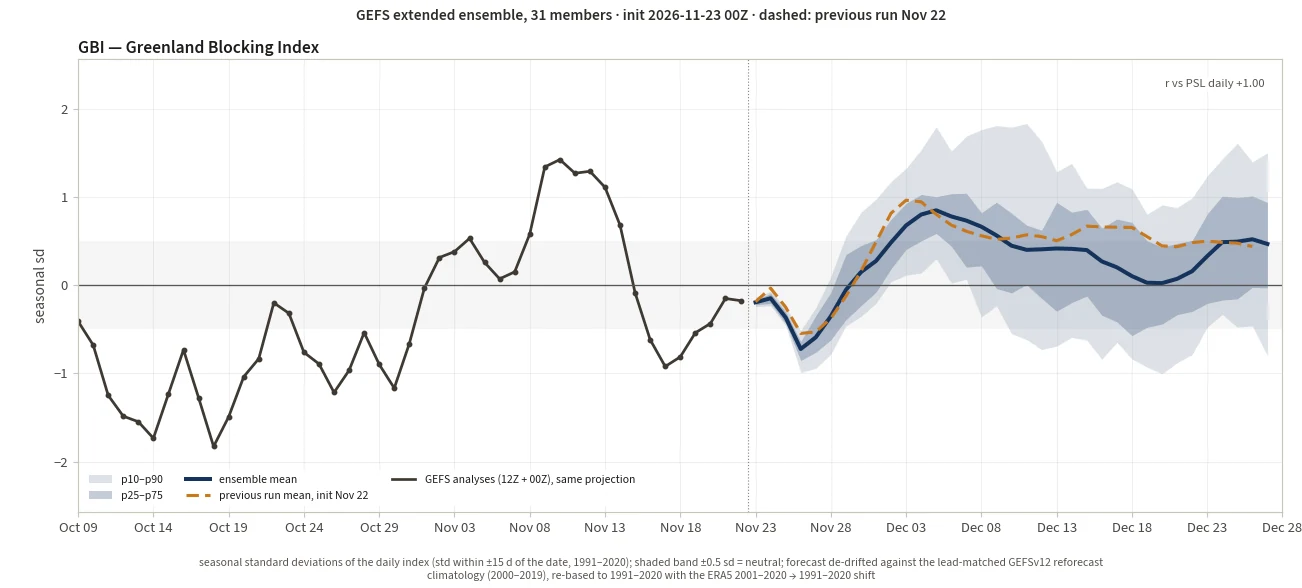 GEFS extended ensemble, 31 members · init 2026-11-23 00Z · dashed: previous run Nov 22
GBI — Greenland Blocking Index
r vs PSL daily +1.00
seasonal sd
2
1
0
−1
−2
p10–p90
ensemble mean
GEFS analyses (12Z + 00Z), same projection
p25–p75
previous run mean, init Nov 22
Oct 09
Oct 14
Oct 19
Oct 24
Oct 29
Nov 03
Nov 08
Nov 13
Nov 18
Nov 23
Nov 28
Dec 03
Dec 08
Dec 13
Dec 18
Dec 23
Dec 28
seasonal standard deviations of the daily index (std within ±15 d of the date, 1991–2020); shaded band ±0.5 sd = neutral; forecast de-drifted against the lead-matched GEFSv12 reforecast
climatology (2000–2019), re-based to 1991–2020 with the ERA5 2001–2020 → 1991–2020 shift